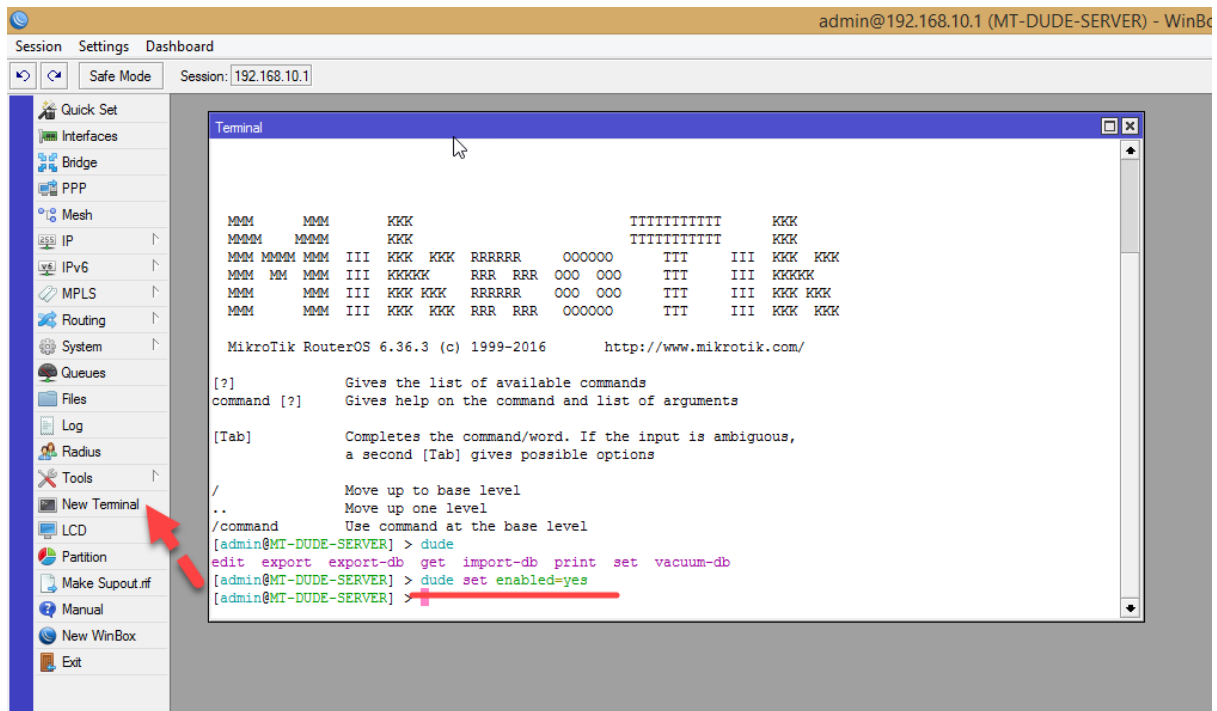 admin@192.168.10.1 (MT-DUDE-SERVER) - WinBo
Session Settings Dashboard
Safe Mode Session: 192.168.10.1
Quick Set
Interfaces
Bridge
PPP
Mesh
IP
IPv6
MPLS
Routing
System
Queues
Files
Log
Radius
Tools
New Terminal
LCD
Partition
Make Supout.rif
Manual
New WinBox
Exit
Terminal
MMM      MMM       KKK                          TTTTTTTTTTT      KKK
MMMM    MMMM       KKK                          TTTTTTTTTTT      KKK
MMM MMMM MMM  III  KKK  KKK  RRRRRR     OOOOOO      TTT     III  KKK  KKK
MMM  MM  MMM  III  KKKKK     RRR  RRR  OOO  OOO     TTT     III  KKKKK
MMM      MMM  III  KKK KKK   RRRRRR    OOO  OOO     TTT     III  KKK KKK
MMM      MMM  III  KKK  KKK  RRR  RRR   OOOOOO      TTT     III  KKK  KKK
MikroTik RouterOS 6.36.3 (c) 1999-2016       http://www.mikrotik.com/
[?]             Gives the list of available commands
command [?]     Gives help on the command and list of arguments
[Tab]           Completes the command/word. If the input is ambiguous,
a second [Tab] gives possible options
/               Move up to base level
..              Move up one level
/command        Use command at the base level
[admin@MT-DUDE-SERVER] > dude
edit  export  export-db  get  import-db  print  set  vacuum-db
[admin@MT-DUDE-SERVER] > dude set enabled=yes
[admin@MT-DUDE-SERVER] >